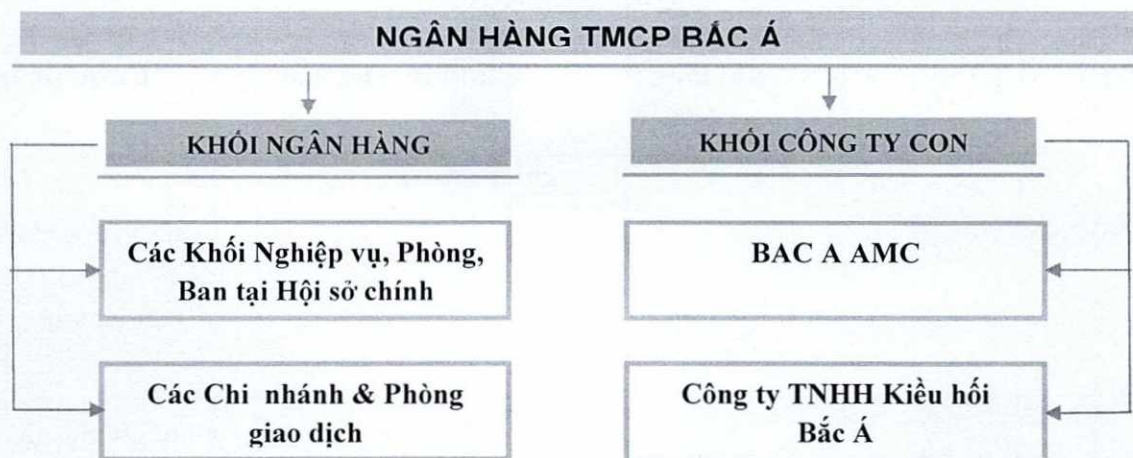 NGÂN HÀNG TMCP BẮC Á
KHỐI NGÂN HÀNG
KHỐI CÔNG TY CON
Các Khối Nghiệp vụ, Phòng,
Ban tại Hội sở chính
BAC A AMC
Các Chi nhánh & Phòng
giao dịch
Công ty TNHH Kiều hối
Bắc Á